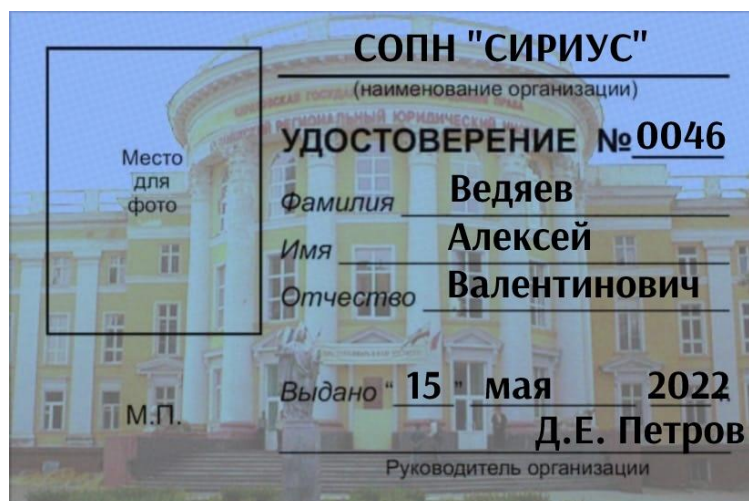 СОПН "СИРИУС"
(наименование организации)
УДОСТОВЕРЕНИЕ №0046
Место
для
фото
Фамилия Ведяев
Имя Алексей
Отчество Валентинович
Выдано "15" мая 2022
М.П.
Д.Е. Петров
Руководитель организации